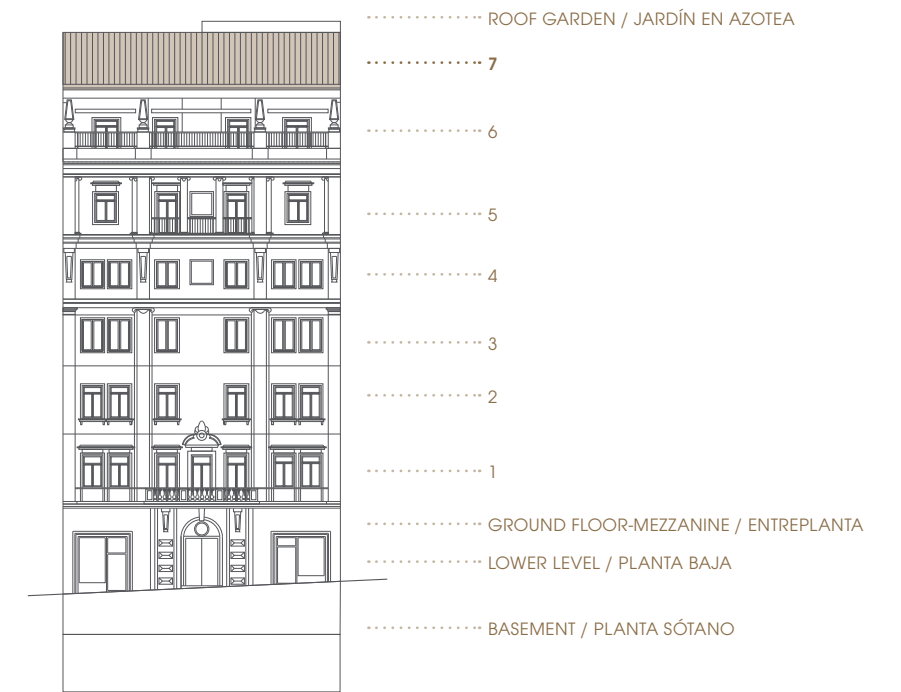 ROOF GARDEN / JARDÍN EN AZOTEA
7
6
5
4
3
2
1
GROUND FLOOR-MEZZANINE / ENTREPLANTA
LOWER LEVEL / PLANTA BAJA
BASEMENT / PLANTA SÓTANO